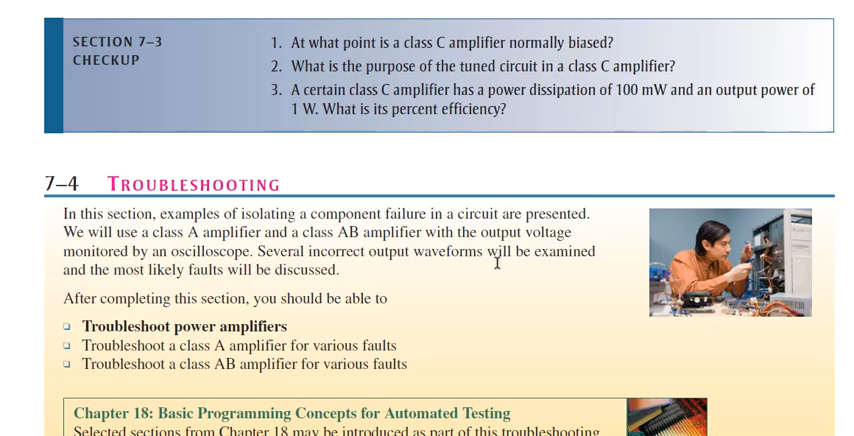 SECTION 7–3
CHECKUP
1. At what point is a class C amplifier normally biased?
2. What is the purpose of the tuned circuit in a class C amplifier?
3. A certain class C amplifier has a power dissipation of 100 mW and an output power of
1 W. What is its percent efficiency?
7–4 TROUBLESHOOTING
In this section, examples of isolating a component failure in a circuit are presented.
We will use a class A amplifier and a class AB amplifier with the output voltage
monitored by an oscilloscope. Several incorrect output waveforms will be examined
and the most likely faults will be discussed.
After completing this section, you should be able to
❏ Troubleshoot power amplifiers
❏ Troubleshoot a class A amplifier for various faults
❏ Troubleshoot a class AB amplifier for various faults
Chapter 18: Basic Programming Concepts for Automated Testing
Selected sections from Chapter 18 may be introduced as part of this troubleshooting